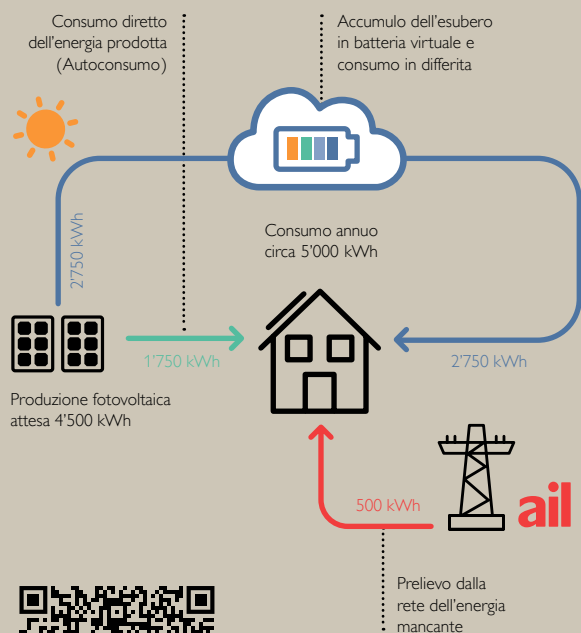 Consumo diretto
dell'energia prodotta
(Autoconsumo)
Accumulo dell'esubero
in batteria virtuale e
consumo in differita
2'750 kWh
Consumo annuo
circa 5'000 kWh
1'750 kWh
2'750 kWh
Produzione fotovoltaica
attesa 4'500 kWh
500 kWh
ail
Prelievo dalla
rete dell'energia
mancante